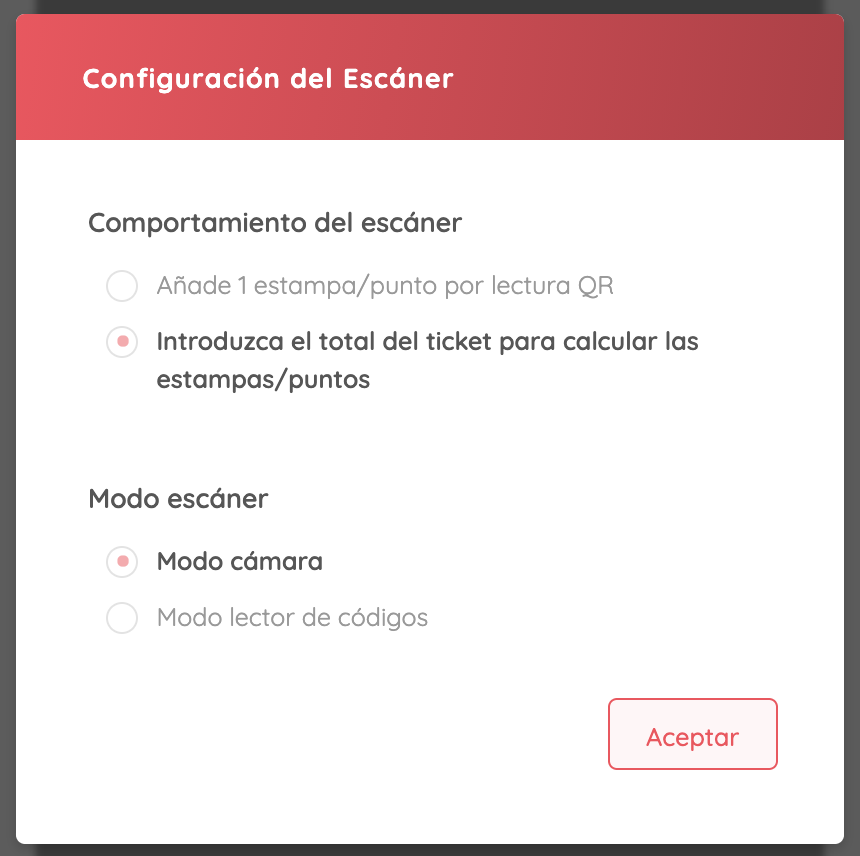 Configuración del Escáner
Comportamiento del escáner
Añade 1 estampa/punto por lectura QR
Introduzca el total del ticket para calcular las
estampas/puntos
Modo escáner
Modo cámara
Modo lector de códigos
Aceptar